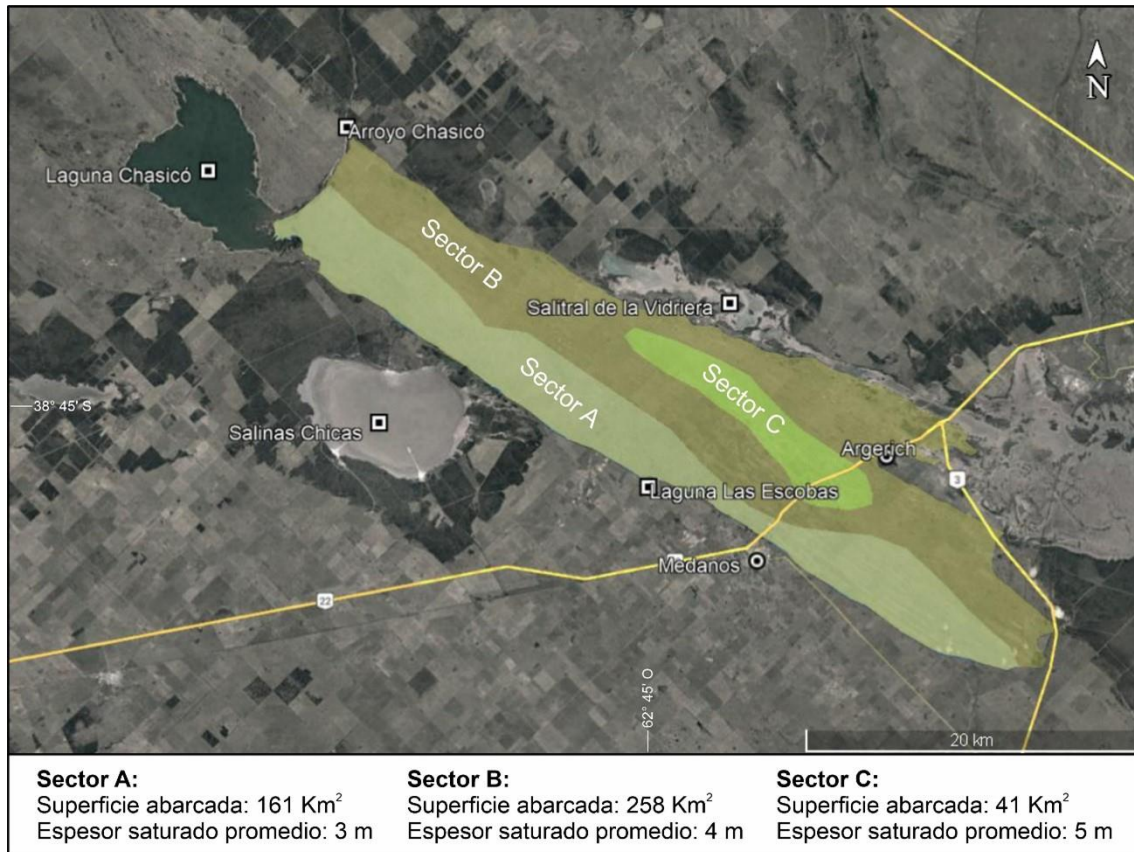 N
Arroyo Chasicó
Laguna Chasicó
Sector B
Salitral de la Vidriera
Sector A
Sector C
38° 45' S
Salinas Chicas
Argerich
3
Laguna Las Escobas
Médanos
22
62° 45' O
20 km
Sector A:
Superficie abarcada: 161 Km²
Espesor saturado promedio: 3 m
Sector B:
Superficie abarcada: 258 Km²
Espesor saturado promedio: 4 m
Sector C:
Superficie abarcada: 41 Km²
Espesor saturado promedio: 5 m